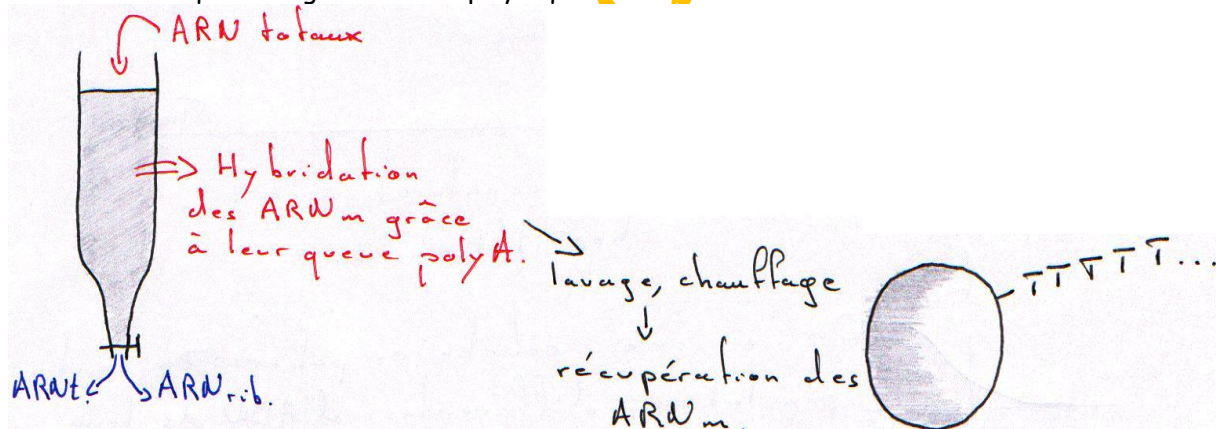 ARN totaux
Hybridation
des ARNm grâce
à leur queue polyA.
lavage, chauffage
récupération des
ARNm
TTTTT...
ARNt.
ARNrib.